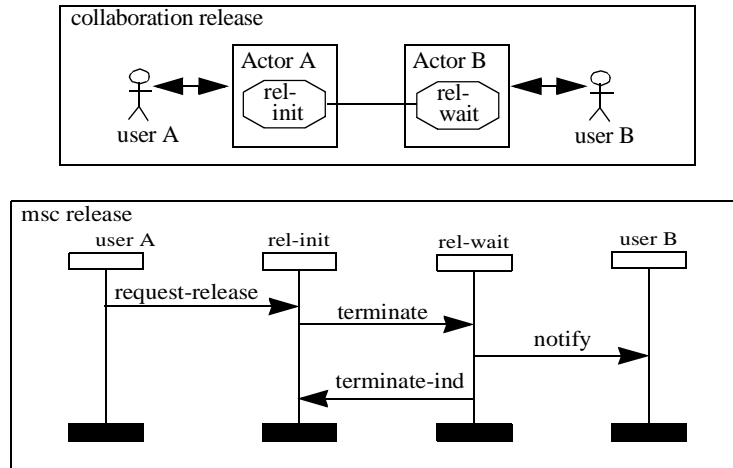 collaboration release
Actor A
Actor B
rel-
init
rel-
wait
user A
user B
msc release
user A
rel-init
rel-wait
user B
request-release
terminate
notify
terminate-ind